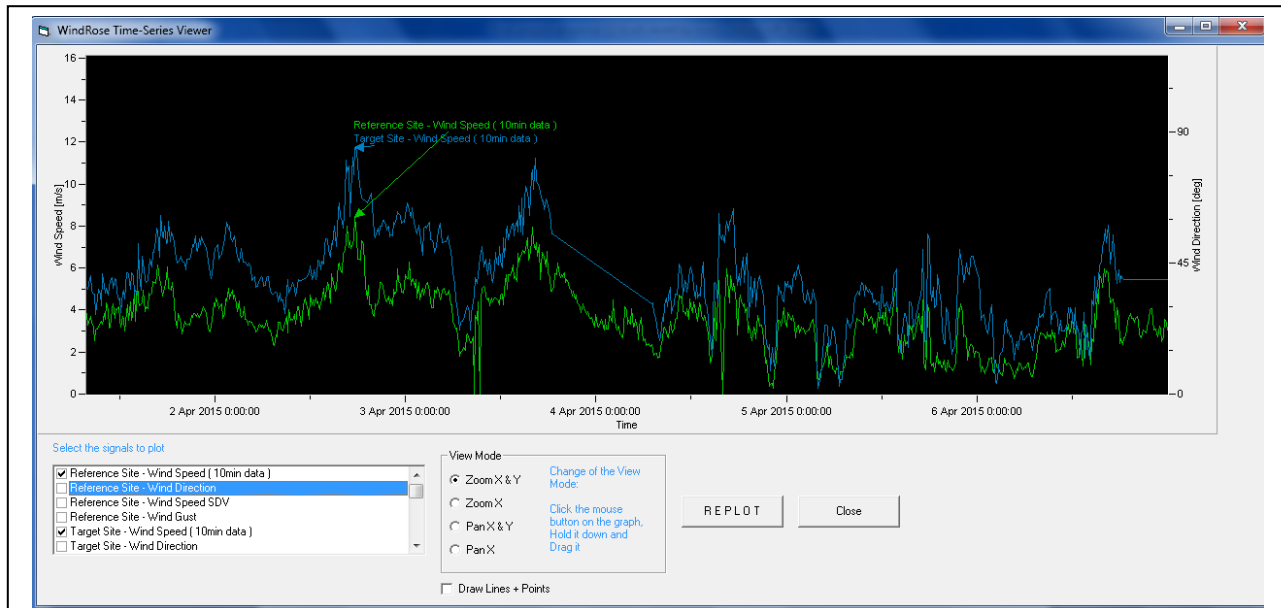 WindRose Time-Series Viewer
16
14
12
10
8
6
4
2
0
Wind Speed [m/s]
Reference Site - Wind Speed ( 10min data )
Target Site - Wind Speed ( 10min data )
90
45
0
Wind Direction [deg]
2 Apr 2015 0:00:00
3 Apr 2015 0:00:00
4 Apr 2015 0:00:00
5 Apr 2015 0:00:00
6 Apr 2015 0:00:00
Time
Select the signals to plot
Reference Site - Wind Speed ( 10min data )
Reference Site - Wind Direction
Reference Site - Wind Speed SDV
Reference Site - Wind Gust
Target Site - Wind Speed ( 10min data )
Target Site - Wind Direction
View Mode
Zoom X & Y
Zoom X
Pan X & Y
Pan X
Change of the View
Mode:
Click the mouse
button on the graph,
Hold it down and
Drag it
Draw Lines + Points
REPLOT
Close